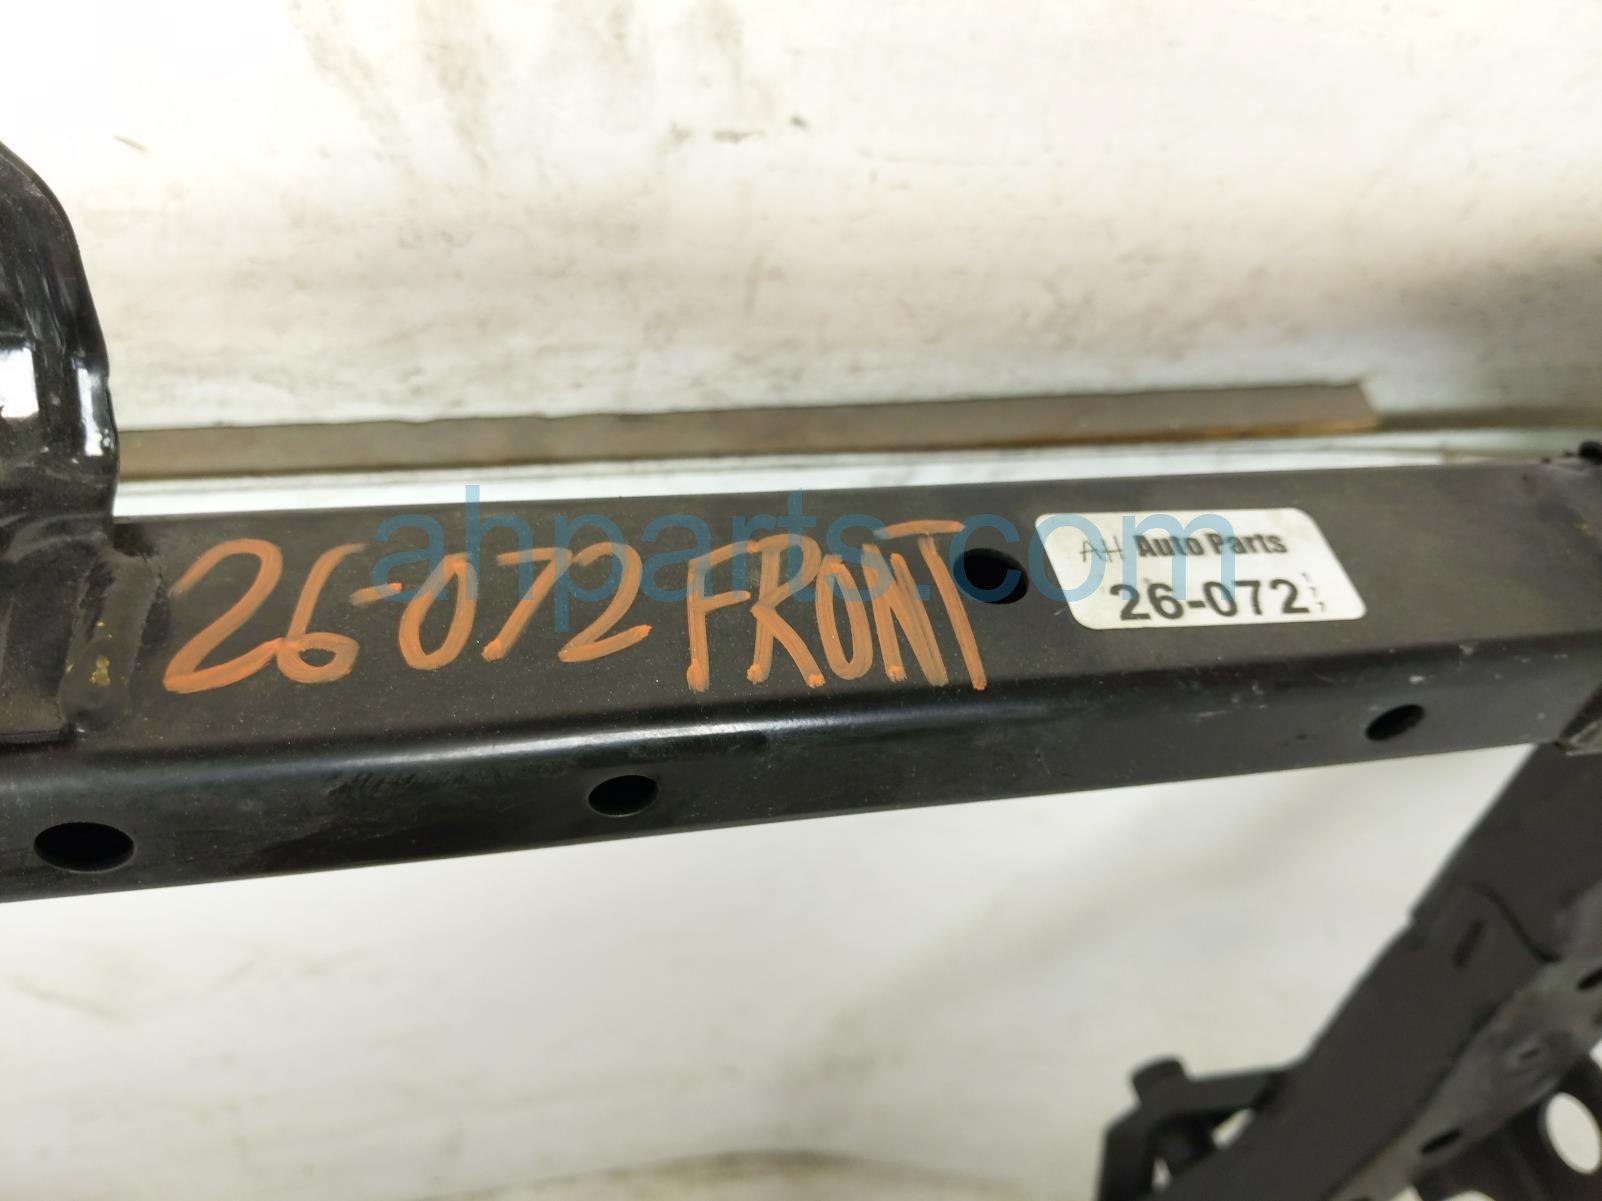 26-072 FRONT
AH Auto Parts
26-072
ahparts.com